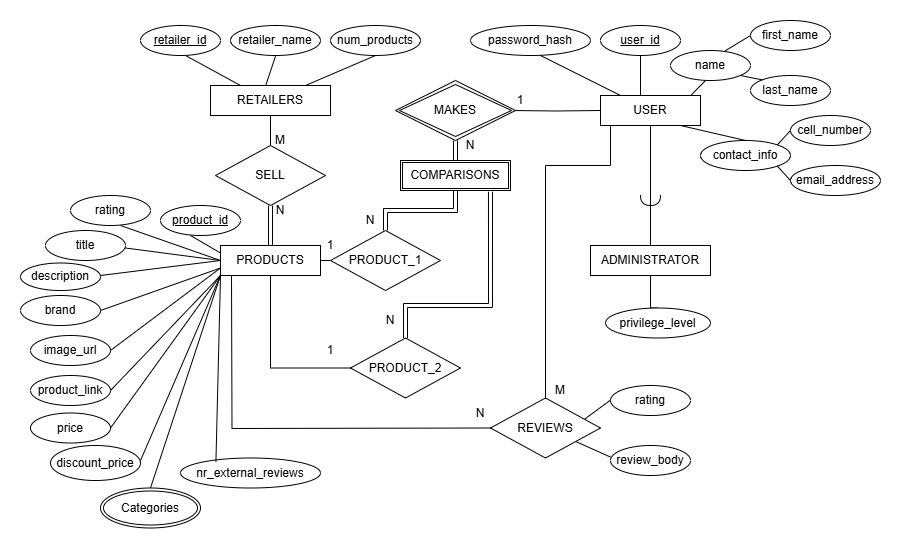 retailer_id
retailer_name
num_products
password_hash
user_id
first_name
name
last_name
RETAILERS
MAKES
1
USER
cell_number
M
N
contact_info
SELL
COMPARISONS
email_address
rating
product_id
N
N
title
1
PRODUCTS
PRODUCT_1
ADMINISTRATOR
description
brand
N
privilege_level
image_url
1
PRODUCT_2
product_link
M
rating
price
N
REVIEWS
discount_price
nr_external_reviews
review_body
Categories